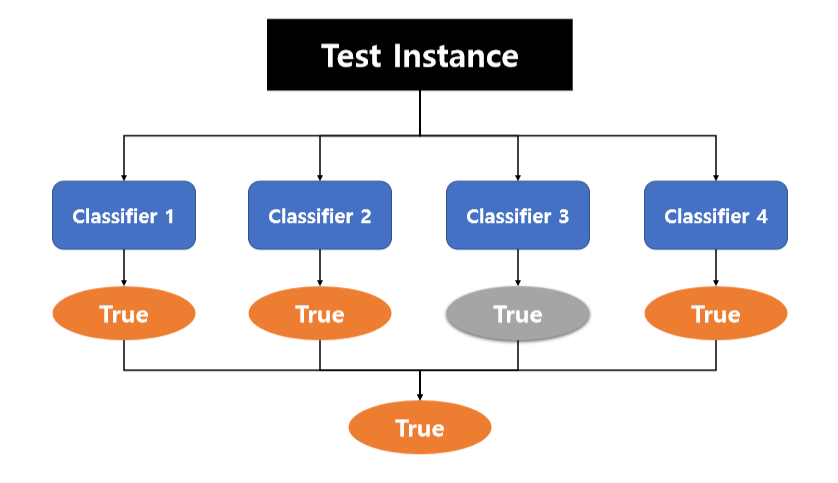 Test Instance
Classifier 1
Classifier 2
Classifier 3
Classifier 4
True
True
True
True
True